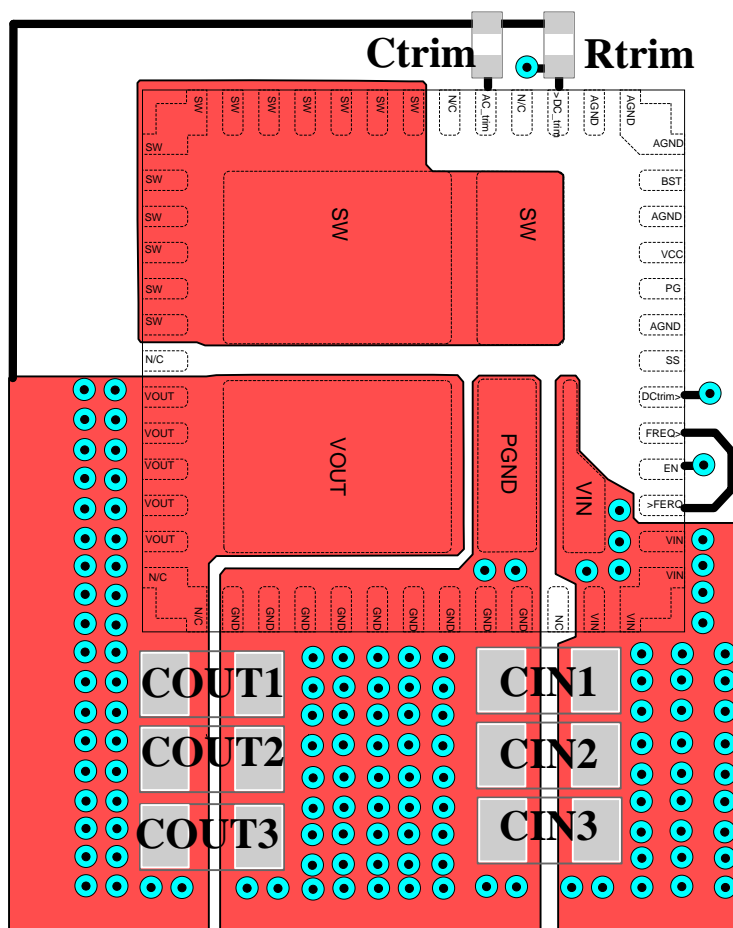 Ctrim
Rtrim
SW
SW
SW
SW
SW
SW
SW
N/C
AC_trim
N/C
>DC_trim
AGND
AGND
SW
AGND
SW
BST
SW
SW
SW
AGND
SW
VCC
SW
PG
SW
AGND
N/C
SS
VOUT
DCtrim>
VOUT
FREQ>
VOUT
PGND
VIN
VOUT
EN
VOUT
>FERQ
VOUT
VIN
N/C
VIN
N/C
GND
GND
GND
GND
GND
GND
GND
GND
GND
NC
VIN
VIN
COUT1
CIN1
COUT2
CIN2
COUT3
CIN3